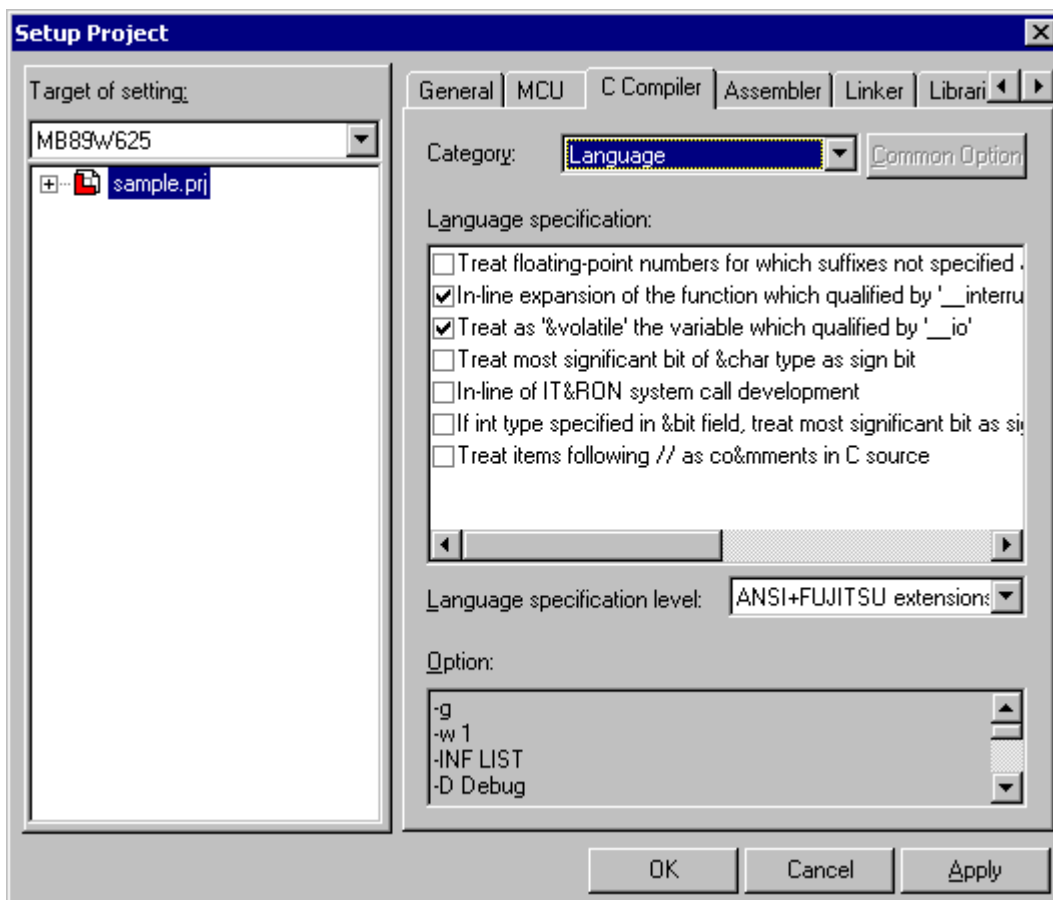 Setup Project
Target of setting:
MB89W625
sample.prj
General MCU C Compiler Assembler Linker Librari
Category: Language Common Option
Language specification:
Treat floating-point numbers for which suffixes not specified
In-line expansion of the function which qualified by '__interru
Treat as '&volatile' the variable which qualified by '__io'
Treat most significant bit of &char type as sign bit
In-line of IT&RON system call development
If int type specified in &bit field, treat most significant bit as si
Treat items following // as co&mments in C source
Language specification level: ANSI+FUJITSU extensions
Option:
-g
-w 1
-INF LIST
-D Debug
OK Cancel Apply